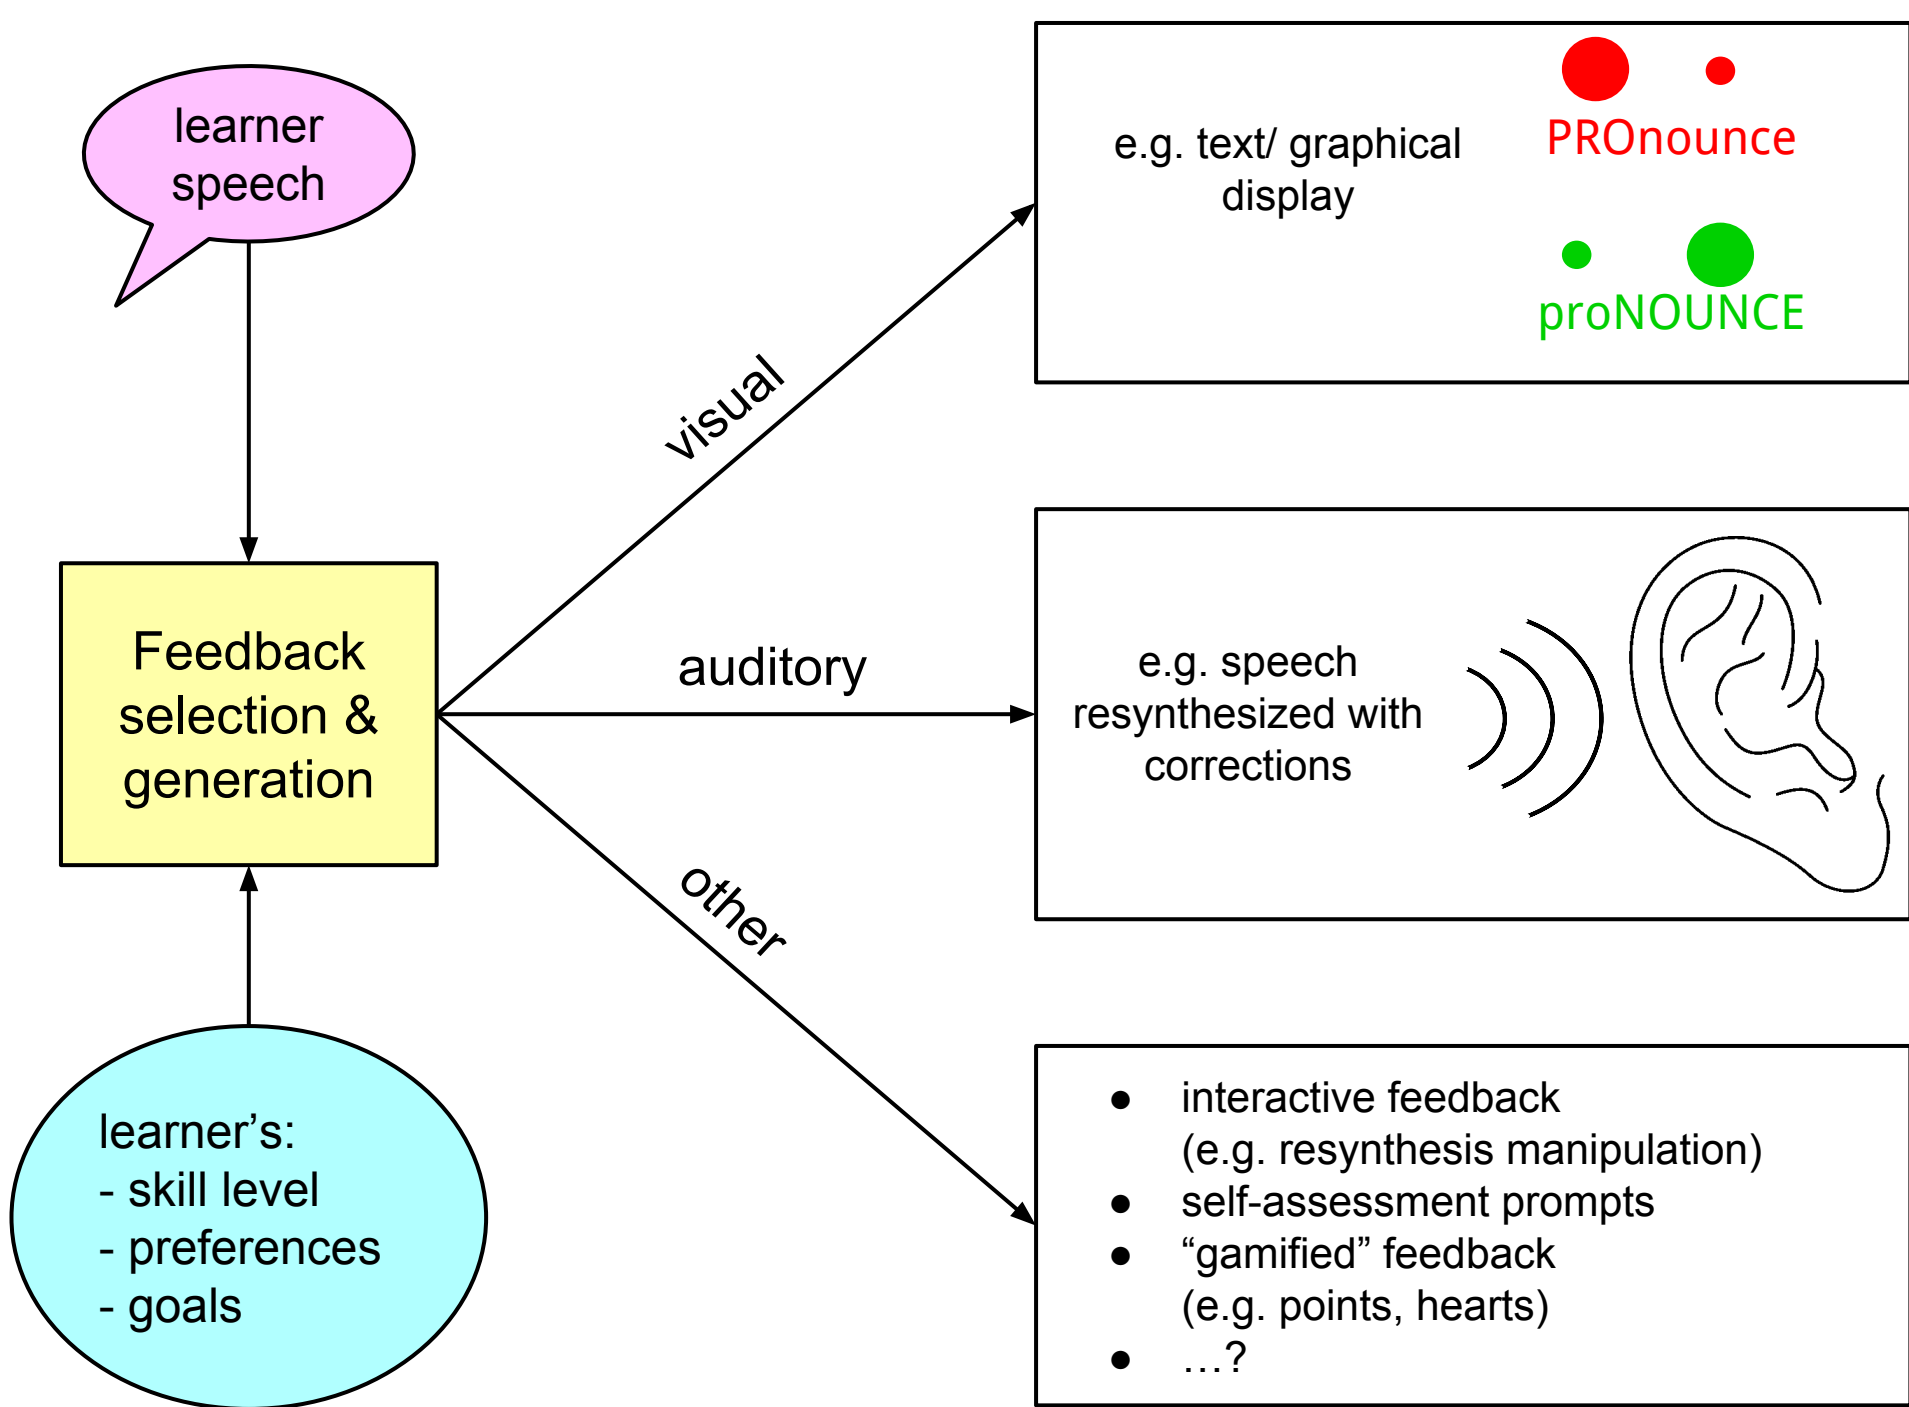 learner
speech
Feedback
selection &
generation
learner’s:
- skill level
- preferences
- goals
visual
e.g. text/ graphical
display
PROnounce
proNOUNCE
auditory
e.g. speech
resynthesized with
corrections
other
● interactive feedback
(e.g. resynthesis manipulation)
● self-assessment prompts
● “gamified” feedback
(e.g. points, hearts)
● …?